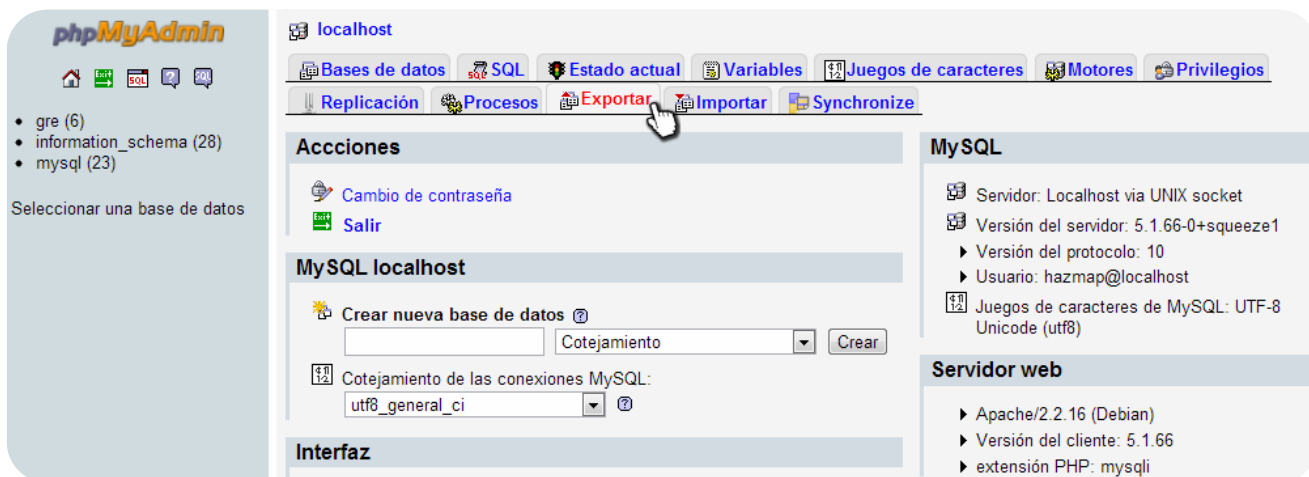 phpMyAdmin
Exit SQL SQL
gre (6)
information_schema (28)
mysql (23)
Seleccionar una base de datos
localhost
Bases de datos SQL Estado actual Variables Juegos de caracteres Motores Privilegios
Replicación Procesos Exportar Importar Synchronize
Accciones
Cambio de contraseña
Exit Salir
MySQL localhost
Crear nueva base de datos
Cotejamiento Crear
Cotejamiento de las conexiones MySQL:
utf8_general_ci
Interfaz
MySQL
Servidor: Localhost via UNIX socket
Versión del servidor: 5.1.66-0+squeeze1
Versión del protocolo: 10
Usuario: hazmap@localhost
Juegos de caracteres de MySQL: UTF-8
Unicode (utf8)
Servidor web
Apache/2.2.16 (Debian)
Versión del cliente: 5.1.66
extensión PHP: mysqli